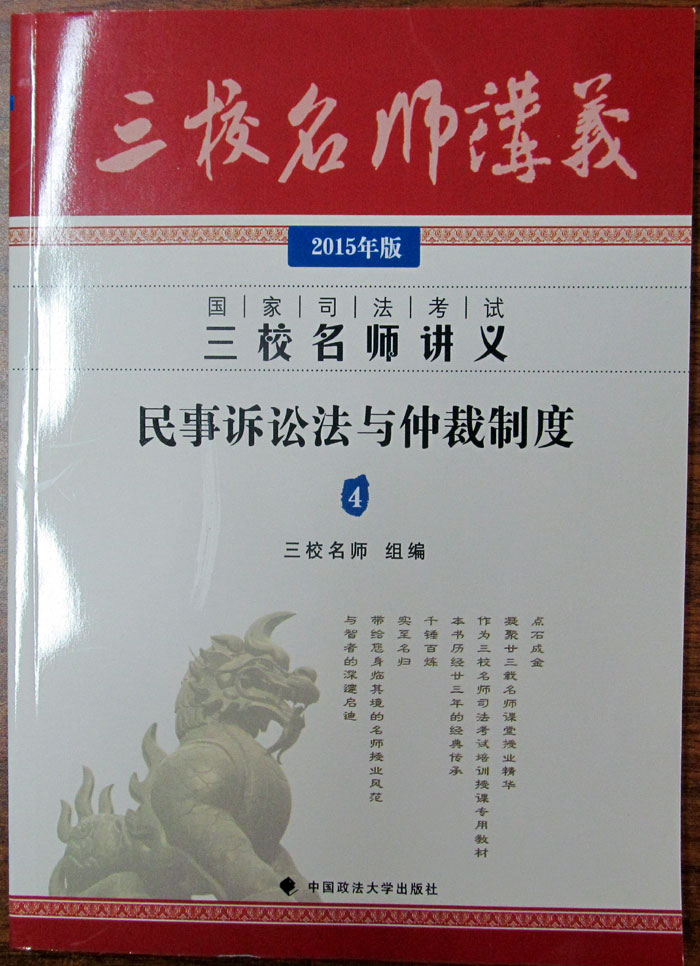 三校名师講義
2015年版
国家司法考试
三校名师讲义
民事诉讼法与仲裁制度
4
三校名师 组编
点石成金
凝聚廿三载名师课堂授业精华
作为三校名师司法考试培训授课专用教材
本书历经廿三年的经典传承
千锤百炼
实至名归
带给您身临其境的名师授业风范
与智者的深邃启迪
中国政法大学出版社